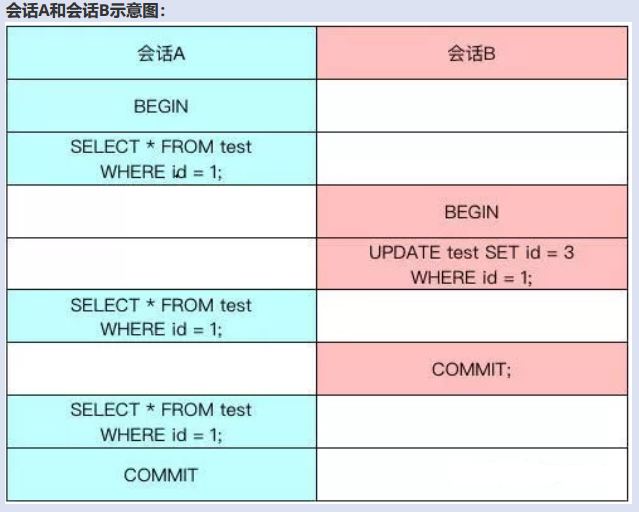 会话A和会话B示意图：
会话A 会话B
BEGIN
SELECT * FROM test
WHERE id = 1;
BEGIN
UPDATE test SET id = 3
WHERE id = 1;
SELECT * FROM test
WHERE id = 1;
COMMIT;
SELECT * FROM test
WHERE id = 1;
COMMIT